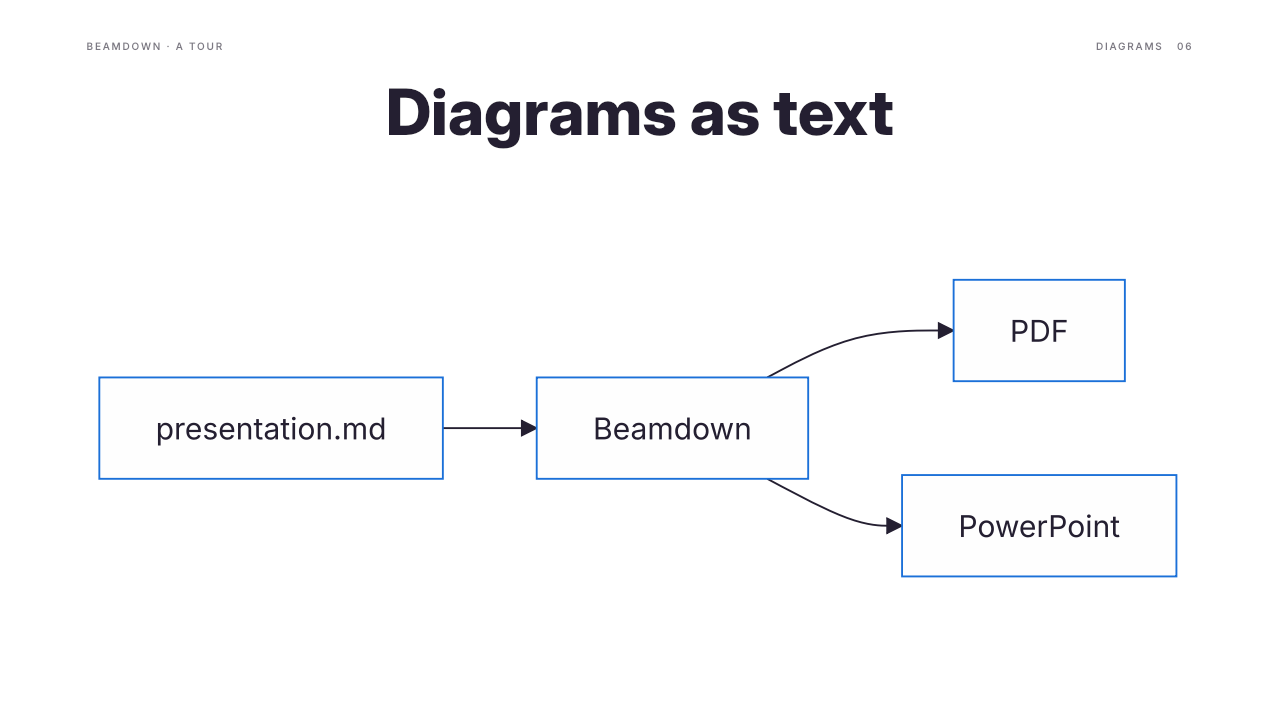 BEAMDOWN · A TOUR
DIAGRAMS 06
Diagrams as text
presentation.md
Beamdown
PDF
PowerPoint